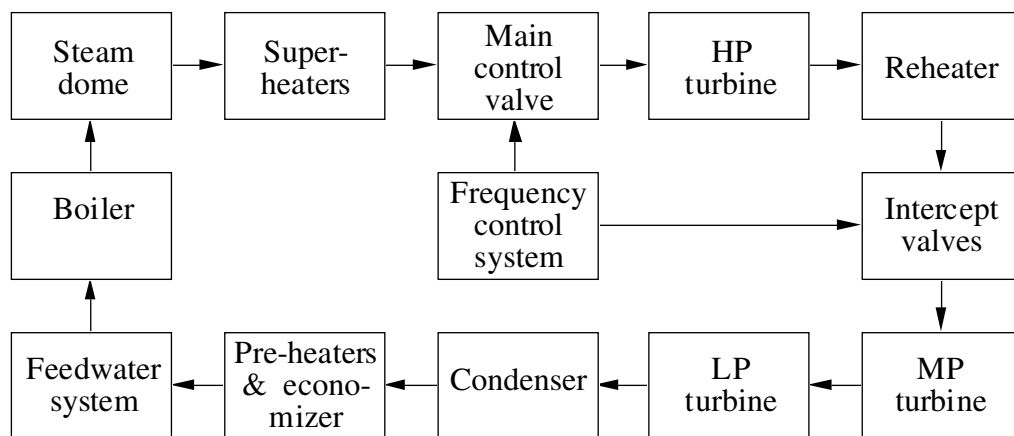 Steam
dome
Super-
heaters
Main
control
valve
HP
turbine
Reheater
Boiler
Frequency
control
system
Intercept
valves
Feedwater
system
Pre-heaters
& econo-
mizer
Condenser
LP
turbine
MP
turbine